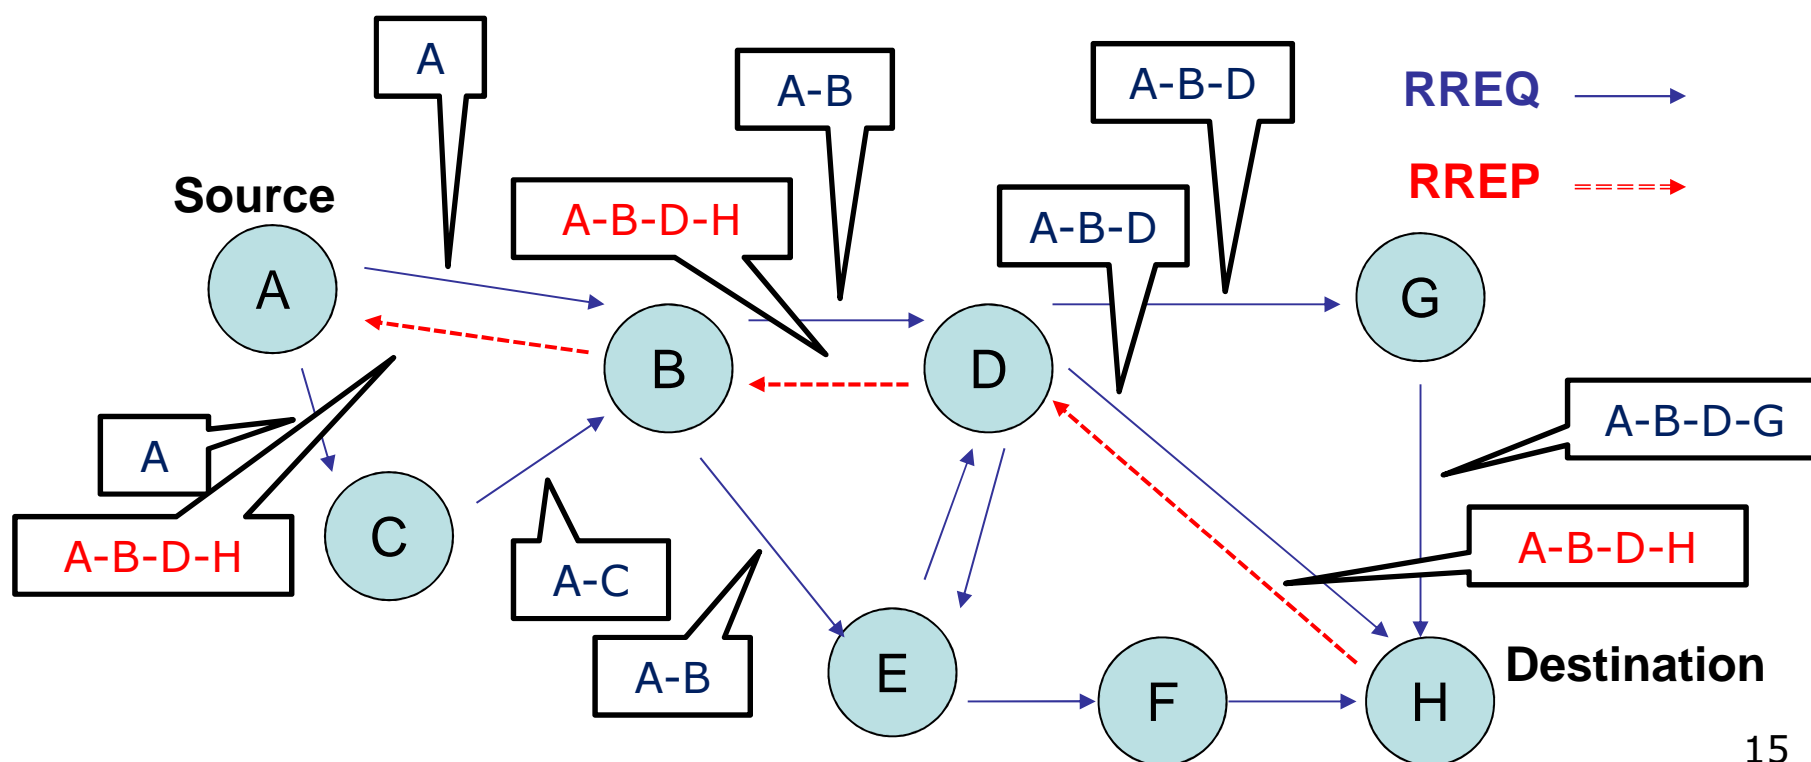 A
A-B
A-B-D
RREQ
RREP
Source
A-B-D-H
A-B-D
A
B
D
G
A-B-D-G
A
C
A-B-D-H
A-C
A-B-D-H
A-B
E
F
H
Destination
15